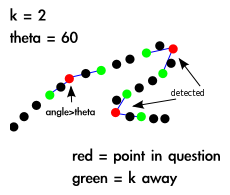 k = 2
theta = 60
angle>theta
detected
red = point in question
green = k away